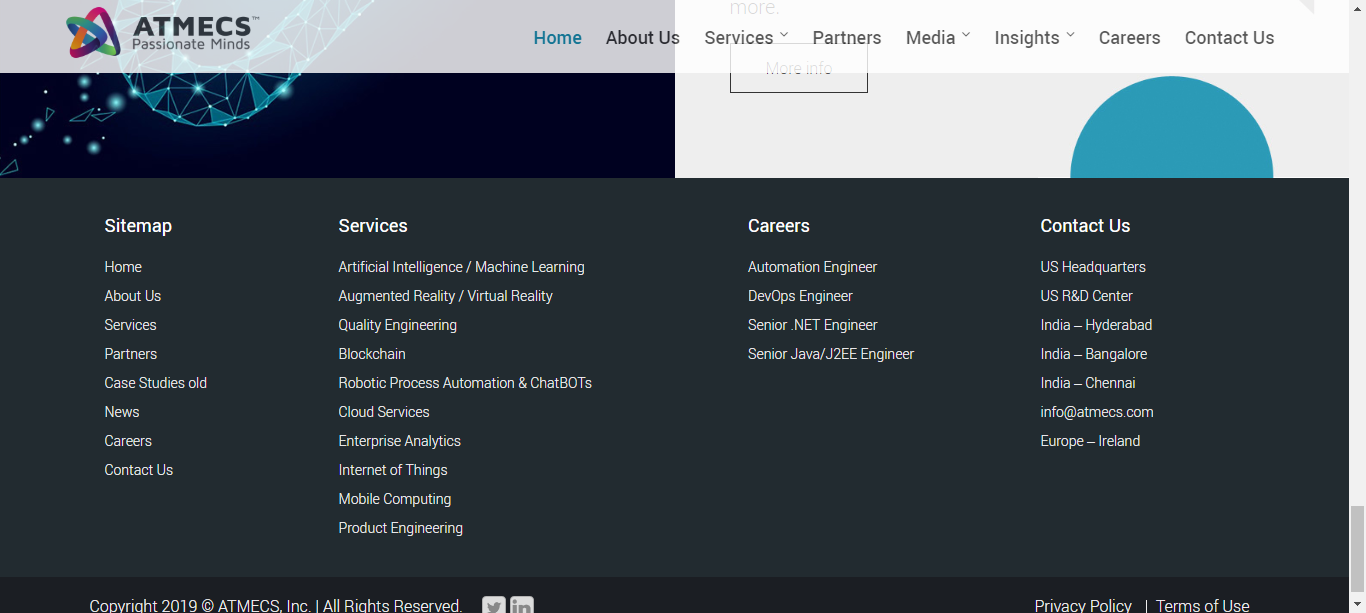 more.
ATMECS™
Passionate Minds
Home About Us Services Partners Media Insights Careers Contact Us
More info
Sitemap
Home
About Us
Services
Partners
Case Studies old
News
Careers
Contact Us
Services
Artificial Intelligence / Machine Learning
Augmented Reality / Virtual Reality
Quality Engineering
Blockchain
Robotic Process Automation & ChatBOTs
Cloud Services
Enterprise Analytics
Internet of Things
Mobile Computing
Product Engineering
Careers
Automation Engineer
DevOps Engineer
Senior .NET Engineer
Senior Java/J2EE Engineer
Contact Us
US Headquarters
US R&D Center
India – Hyderabad
India – Bangalore
India – Chennai
info@atmecs.com
Europe – Ireland
Copyright 2019 © ATMECS, Inc. | All Rights Reserved. in Privacy Policy | Terms of Use